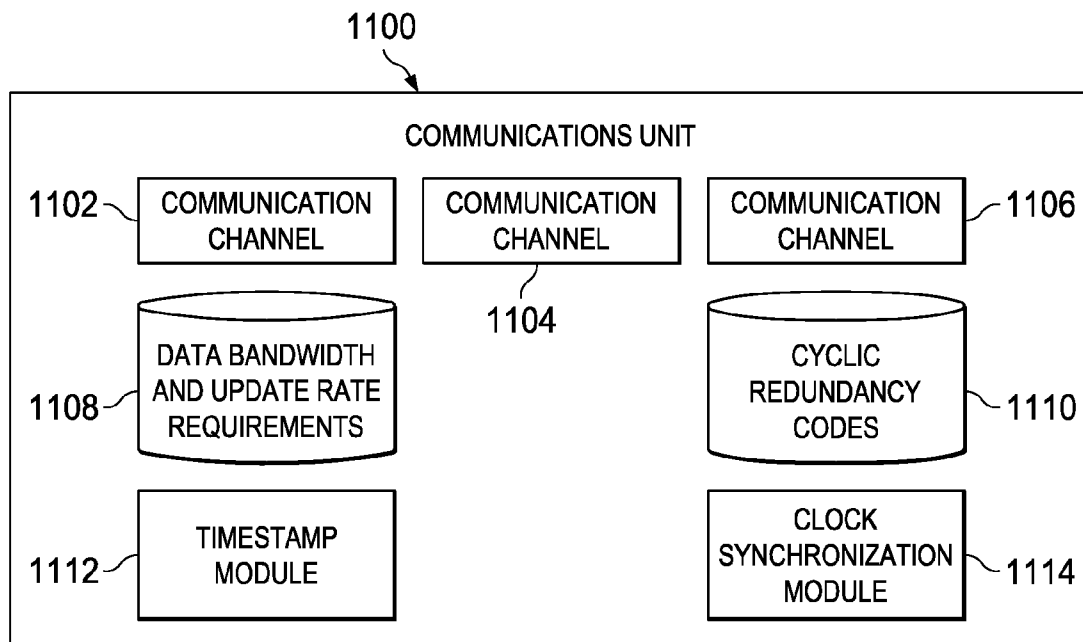 1100
COMMUNICATIONS UNIT
1102
COMMUNICATION
CHANNEL
COMMUNICATION
CHANNEL
1104
COMMUNICATION
CHANNEL
1106
1108
DATA BANDWIDTH
AND UPDATE RATE
REQUIREMENTS
CYCLIC
REDUNDANCY
CODES
1110
1112
TIMESTAMP
MODULE
CLOCK
SYNCHRONIZATION
MODULE
1114